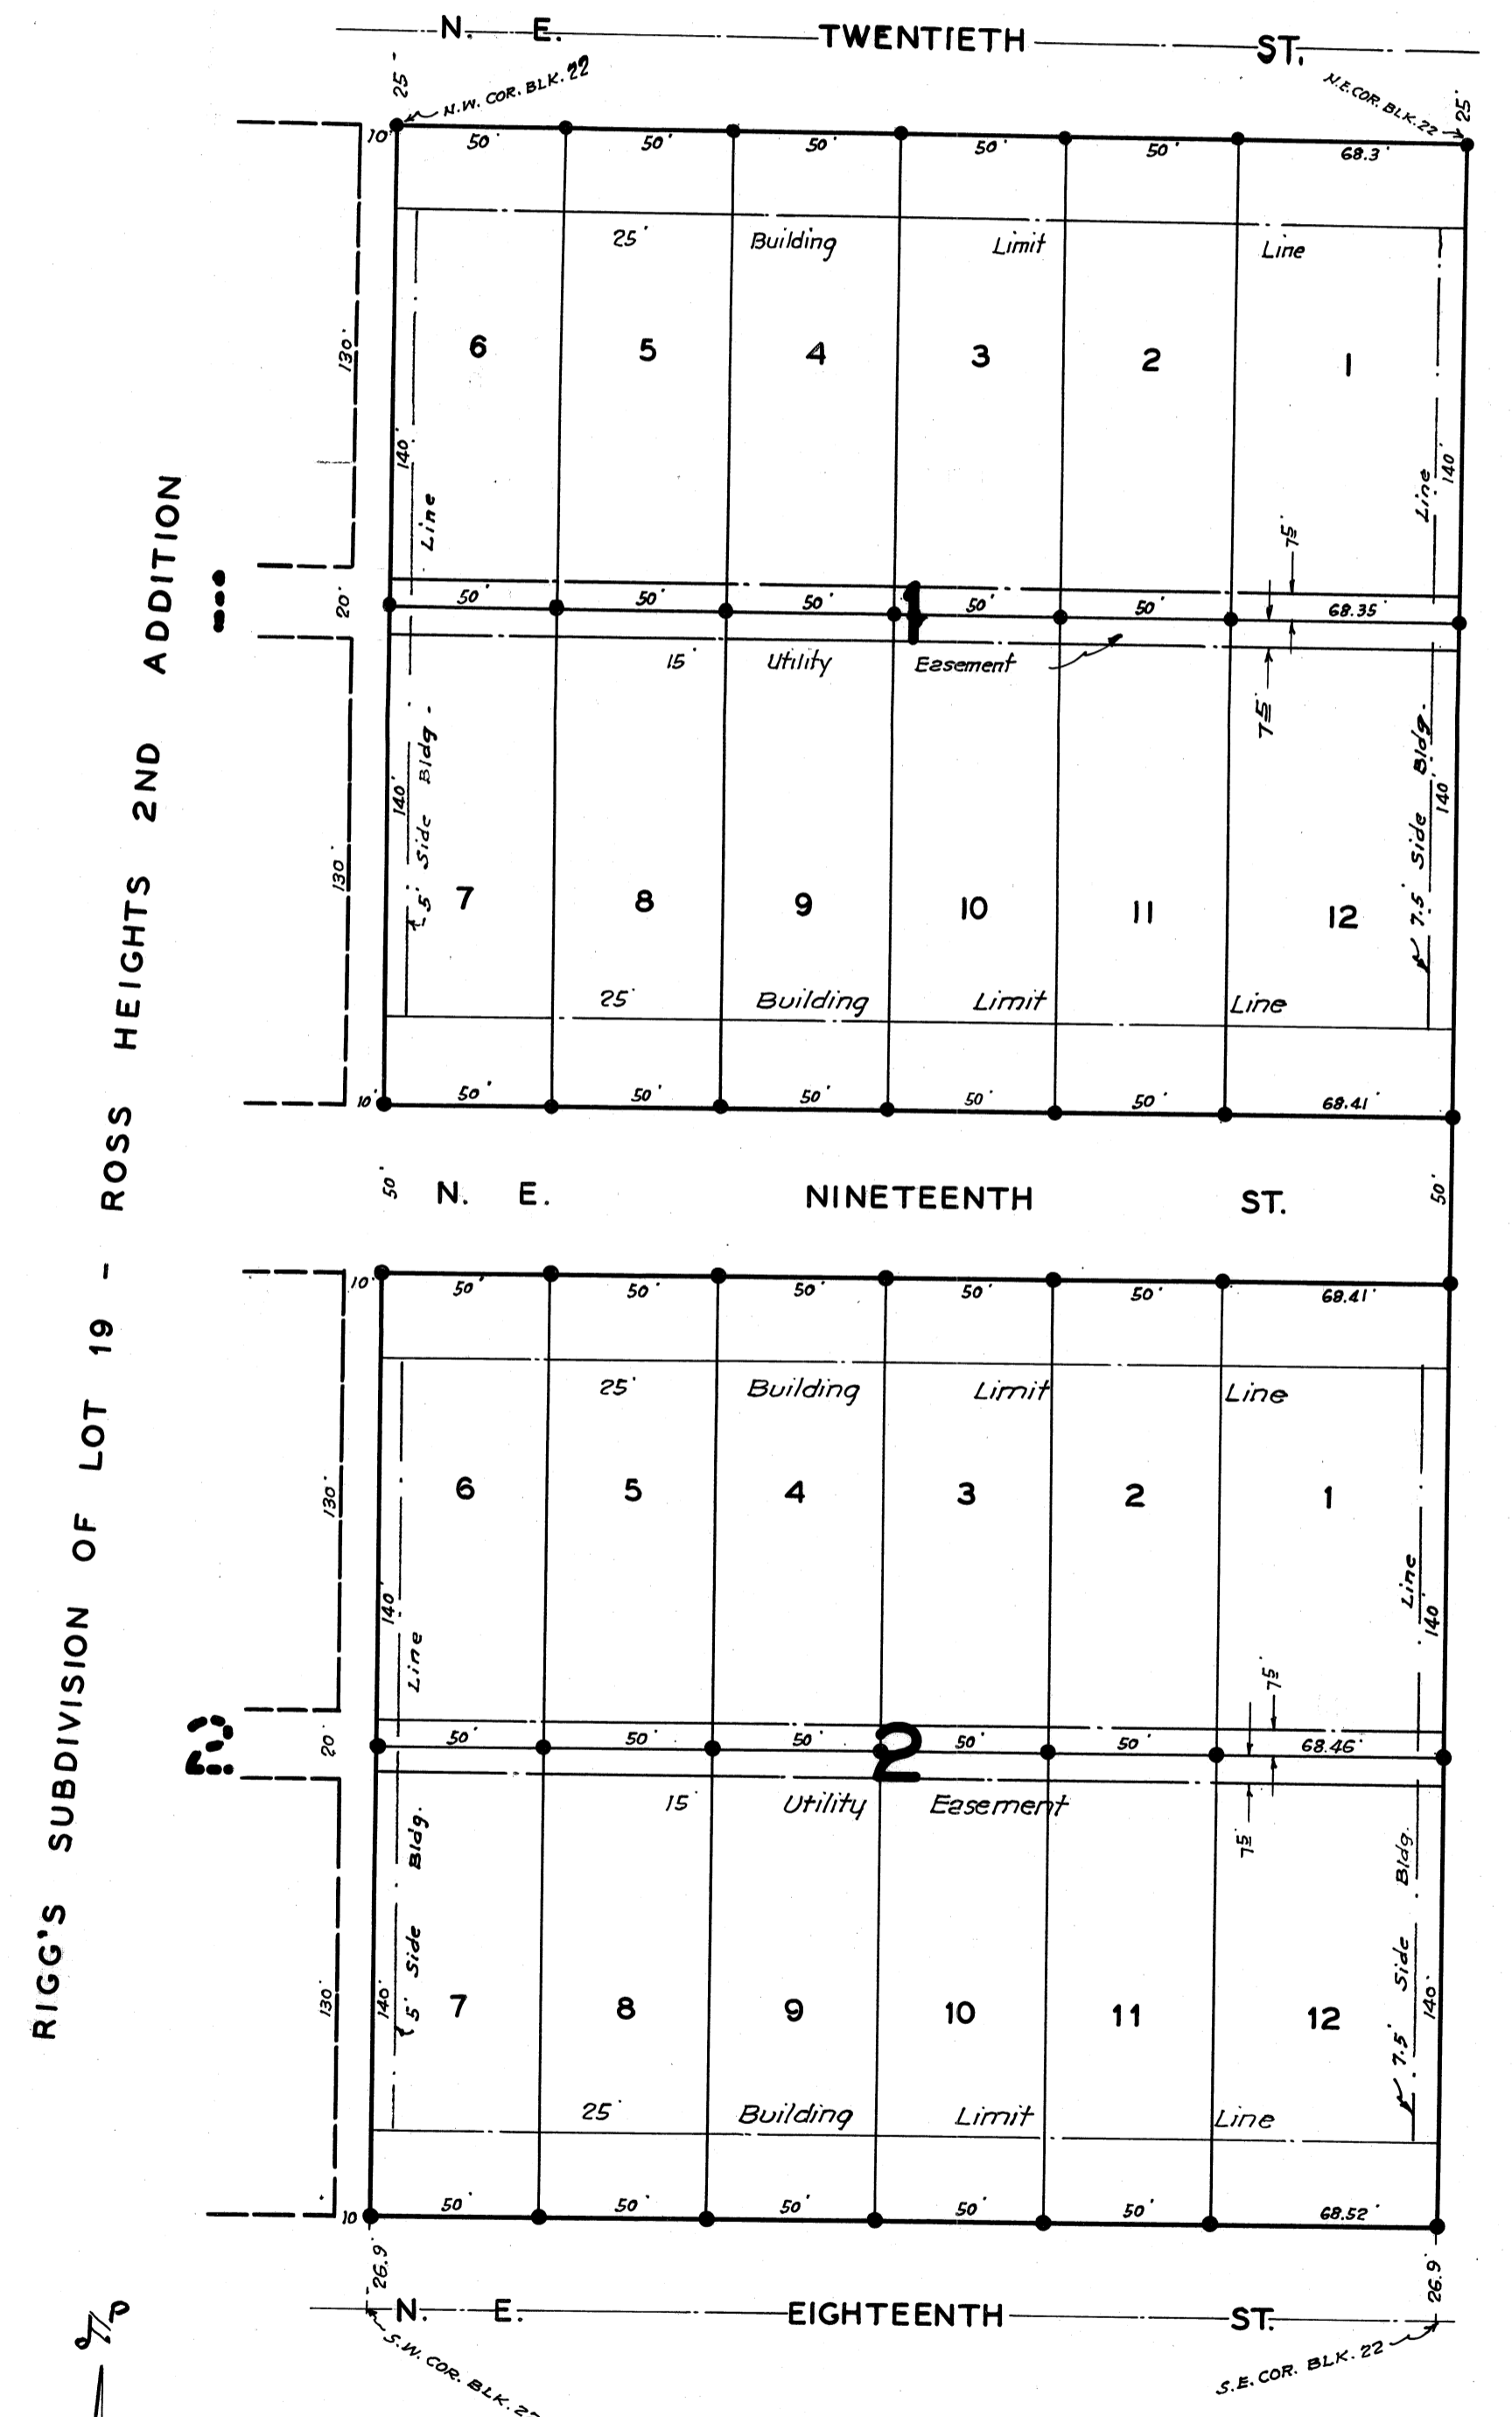 N. E. TWENTIETH ST.
25' N.W. COR. BLK. 22 N.E. COR. BLK. 22 25'
10' 50' 50' 50' 50' 50' 68.3'
25' Building Limit Line
130' 6 5 4 3 2 1
140' Line Line 140'
7.5'
20' 50' 50' 50' 1 50' 50' 68.35'
15' Utility Easement
7.5'
140' 5' Side Bldg. 7.5' Side Bldg. 140'
130' 7 8 9 10 11 12
25' Building Limit Line
10' 50' 50' 50' 50' 50' 68.41'
50' N. E. NINETEENTH ST. 50'
10' 50' 50' 50' 50' 50' 68.41'
25' Building Limit Line
130' 6 5 4 3 2 1
140' Line Line 140'
7.5'
2 20' 50' 50' 50' 2 50' 50' 68.46'
15' Utility Easement
7.5'
5' Side Bldg. 7.5' Side Bldg.
130' 140' 7 8 9 10 11 12 140'
25' Building Limit Line
10 50' 50' 50' 50' 50' 68.52'
26.9' 26.9'
N. E. EIGHTEENTH ST.
S.W. COR. BLK. S.E. COR. BLK. 22
RIGG'S SUBDIVISION OF LOT 19 - ROSS HEIGHTS 2ND ADDITION
1